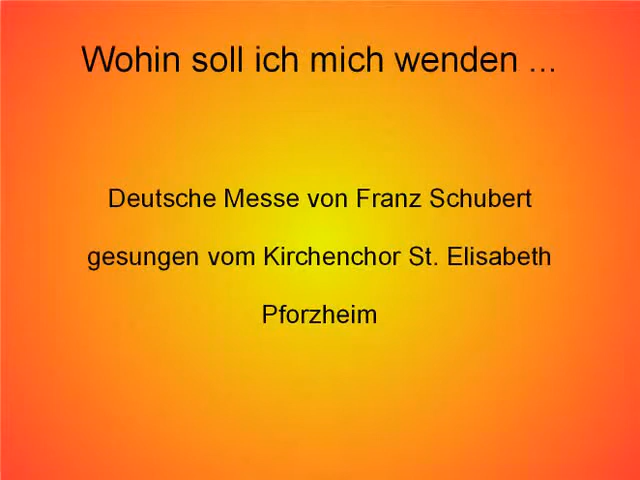 Wohin soll ich mich wenden ...
Deutsche Messe von Franz Schubert
gesungen vom Kirchenchor St. Elisabeth
Pforzheim